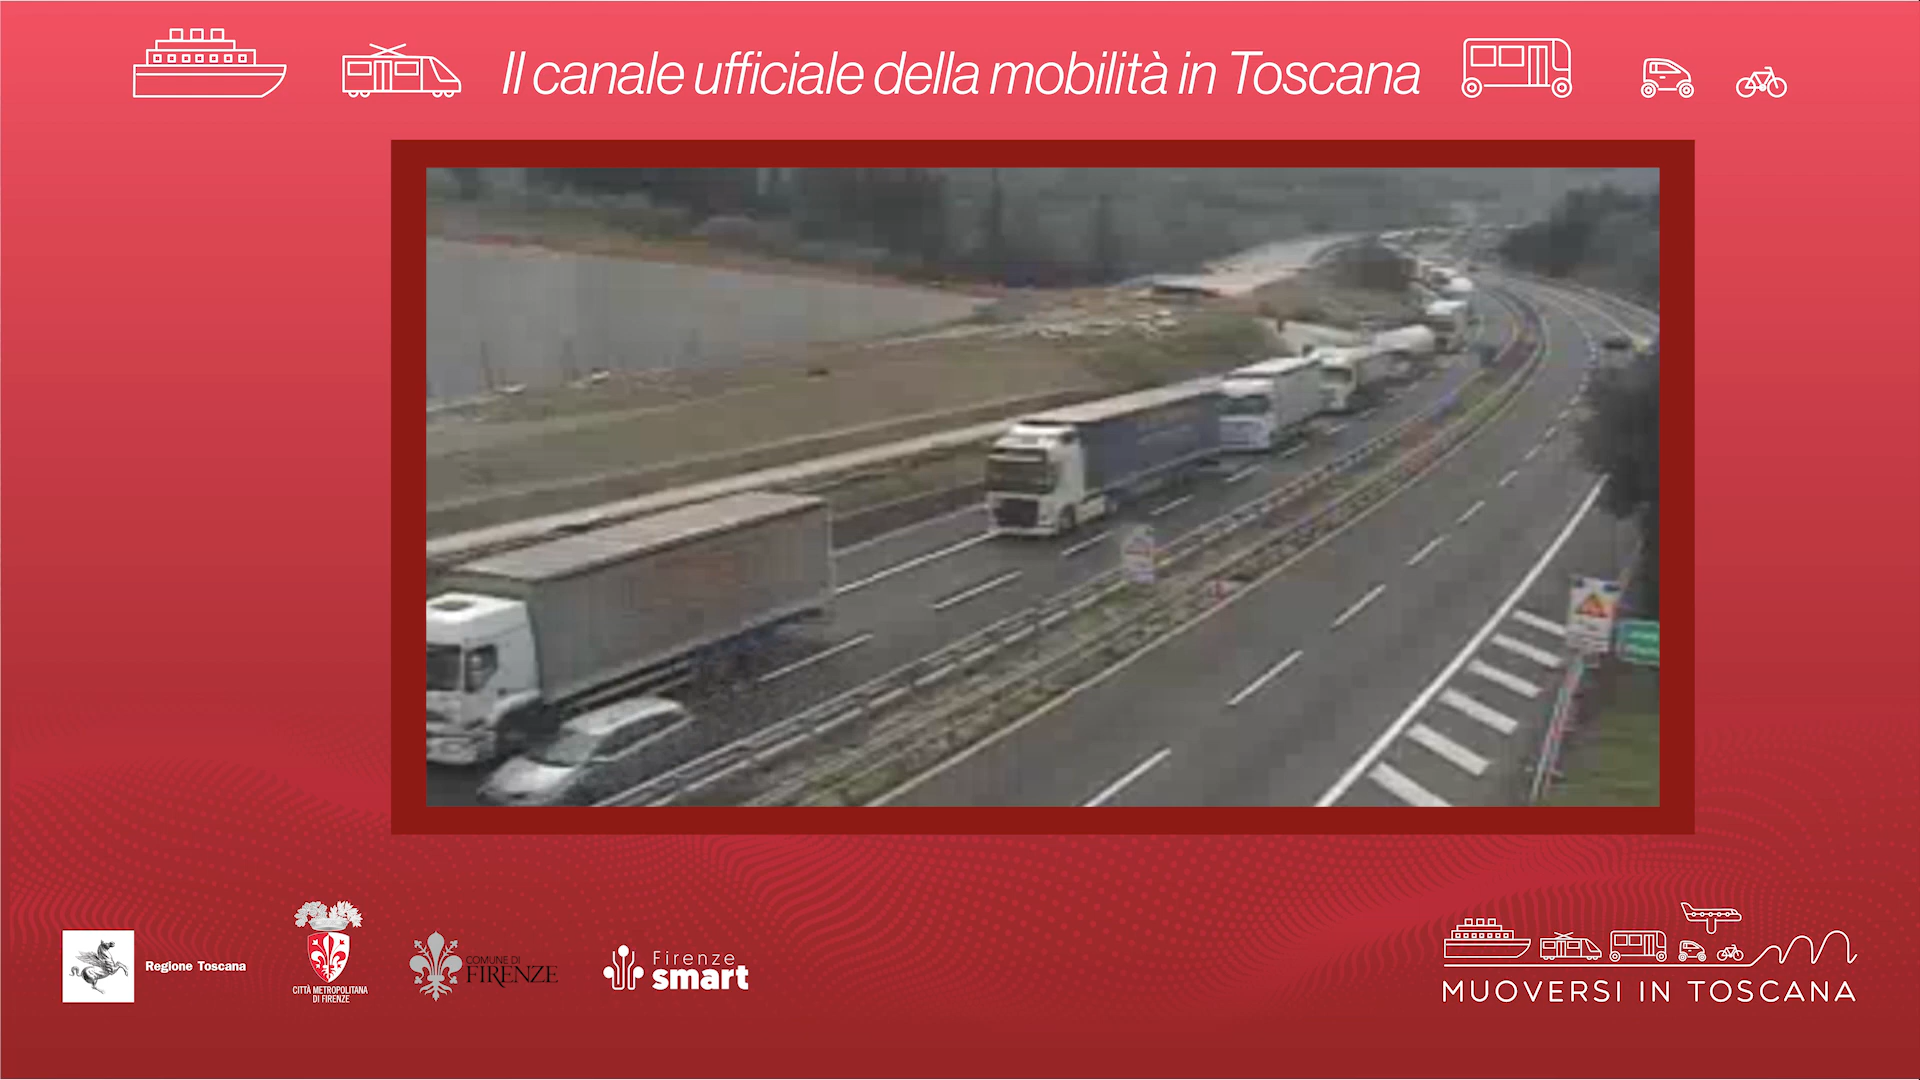 Il canale ufficiale della mobilità in Toscana
Regione Toscana
CITTÀ METROPOLITANA
DI FIRENZE
COMUNE DI
FIRENZE
Firenze
smart
MUOVERSI IN TOSCANA